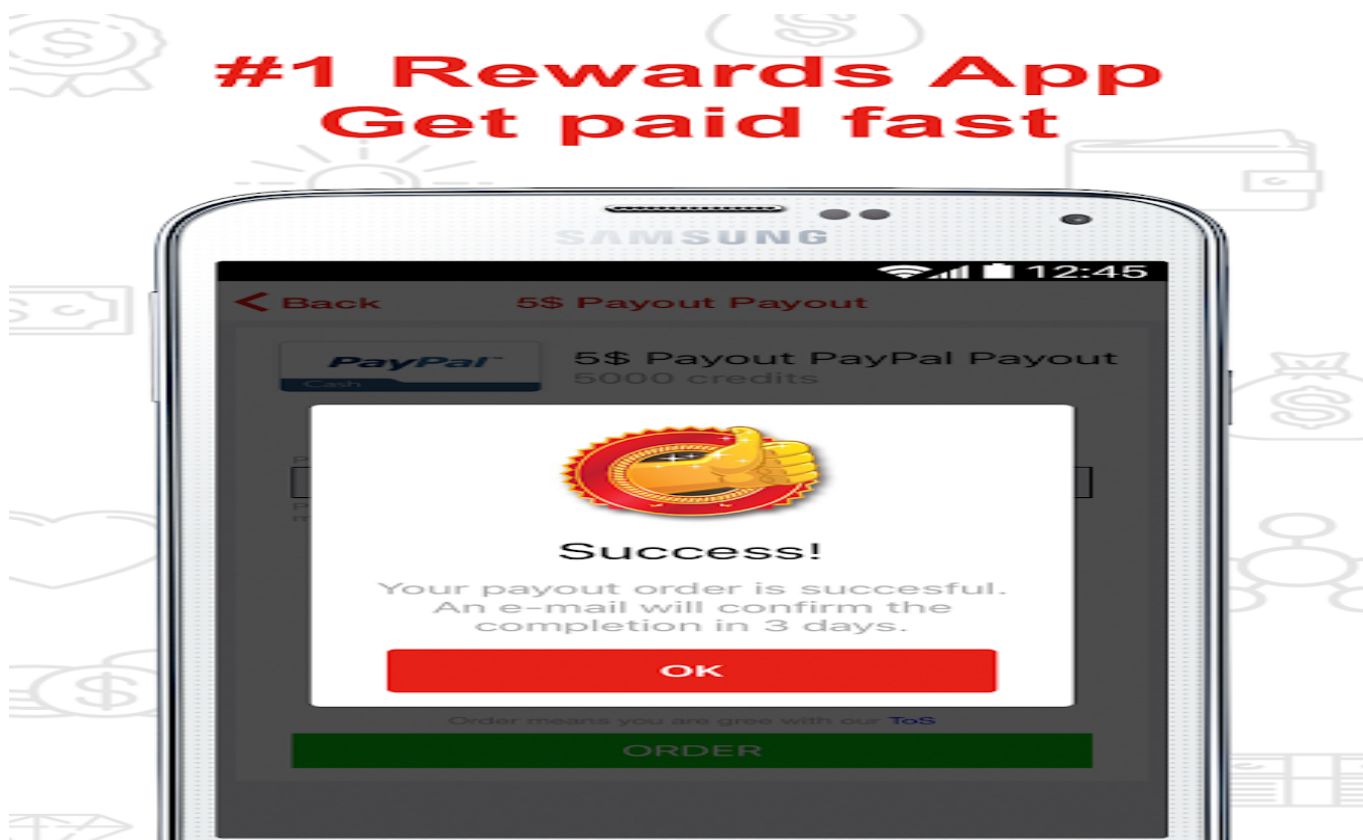 #1 Rewards App
Get paid fast
SAMSUNG
12:45
Back 5$ Payout Payout
PayPal™
Cash
5$ Payout PayPal Payout
5000 credits
Success!
Your payout order is succesful.
An e-mail will confirm the
completion in 3 days.
OK
Order means you are gree with our ToS
ORDER